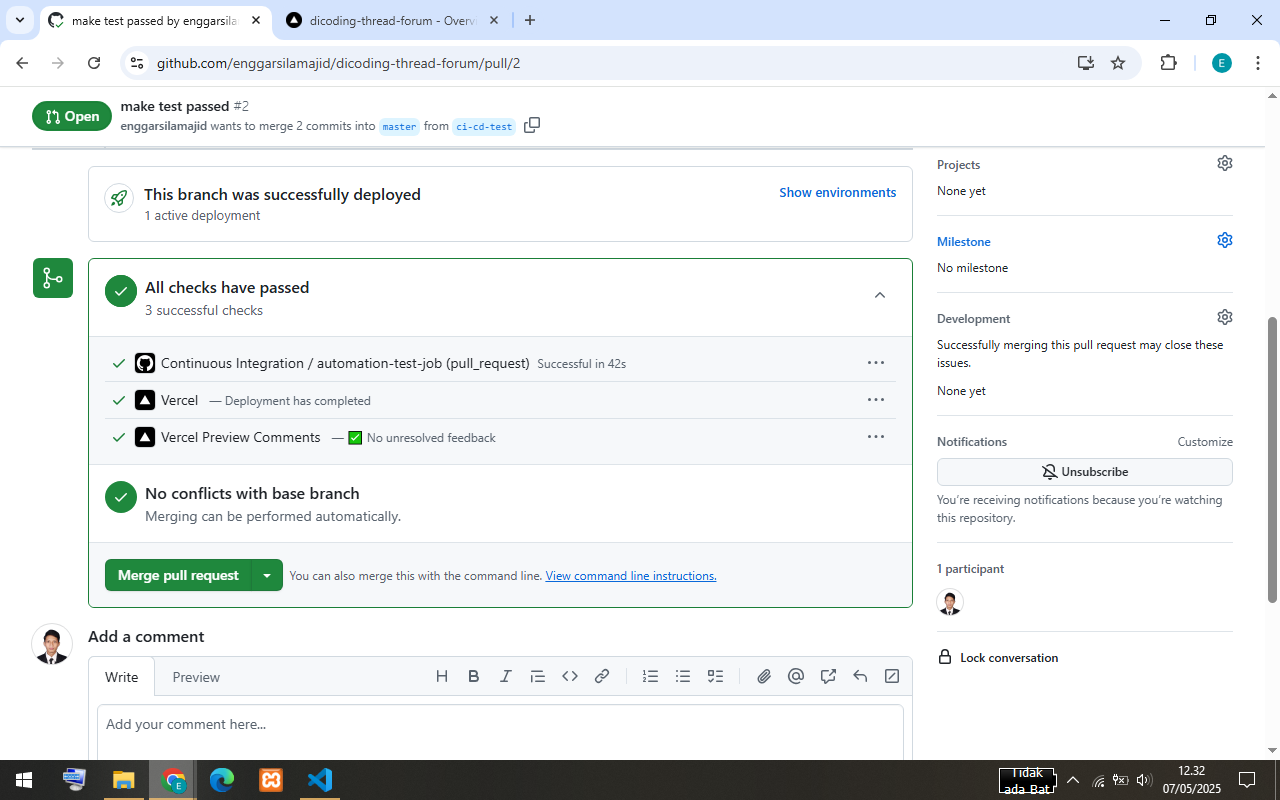 make test passed by enggarsila
dicoding-thread-forum - Overvi
github.com/enggarsilamajid/dicoding-thread-forum/pull/2
E
Open
make test passed #2
enggarsilamajid wants to merge 2 commits into master from ci-cd-test
This branch was successfully deployed
1 active deployment
Show environments
All checks have passed
3 successful checks
Continuous Integration / automation-test-job (pull_request) Successful in 42s
Vercel — Deployment has completed
Vercel Preview Comments — ✅ No unresolved feedback
No conflicts with base branch
Merging can be performed automatically.
Merge pull request
You can also merge this with the command line. View command line instructions.
Add a comment
Write
Preview
Add your comment here...
Projects
None yet
Milestone
No milestone
Development
Successfully merging this pull request may close these
issues.
None yet
Notifications
Customize
Unsubscribe
You’re receiving notifications because you’re watching
this repository.
1 participant
Lock conversation
E
Tidak
ada Bat
12.32
07/05/2025